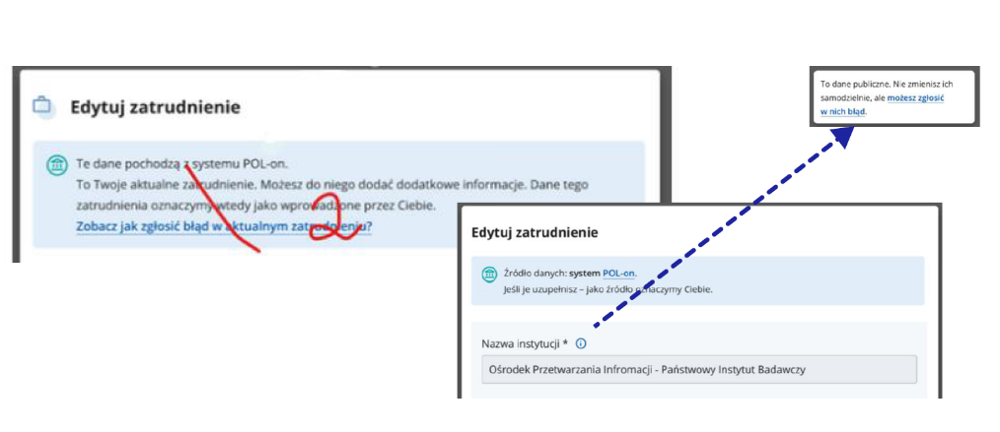 Edytuj zatrudnienie
Te dane pochodzą z systemu POL-on.
To Twoje aktualne zatrudnienie. Możesz do niego dodać dodatkowe informacje. Dane tego
zatrudnienia oznaczymy wtedy jako wprowadzone przez Ciebie.
Zobacz jak zgłosić błąd w aktualnym zatrudnieniu?
2
To dane publiczne. Nie zmienisz ich
samodzielnie, ale możesz zgłosić
w nich błąd.
Edytuj zatrudnienie
Źródło danych: system POL-on.
Jeśli je uzupełnisz – jako źródło oznaczymy Ciebie.
Nazwa instytucji *
Ośrodek Przetwarzania Infromacji - Państwowy Instytut Badawczy